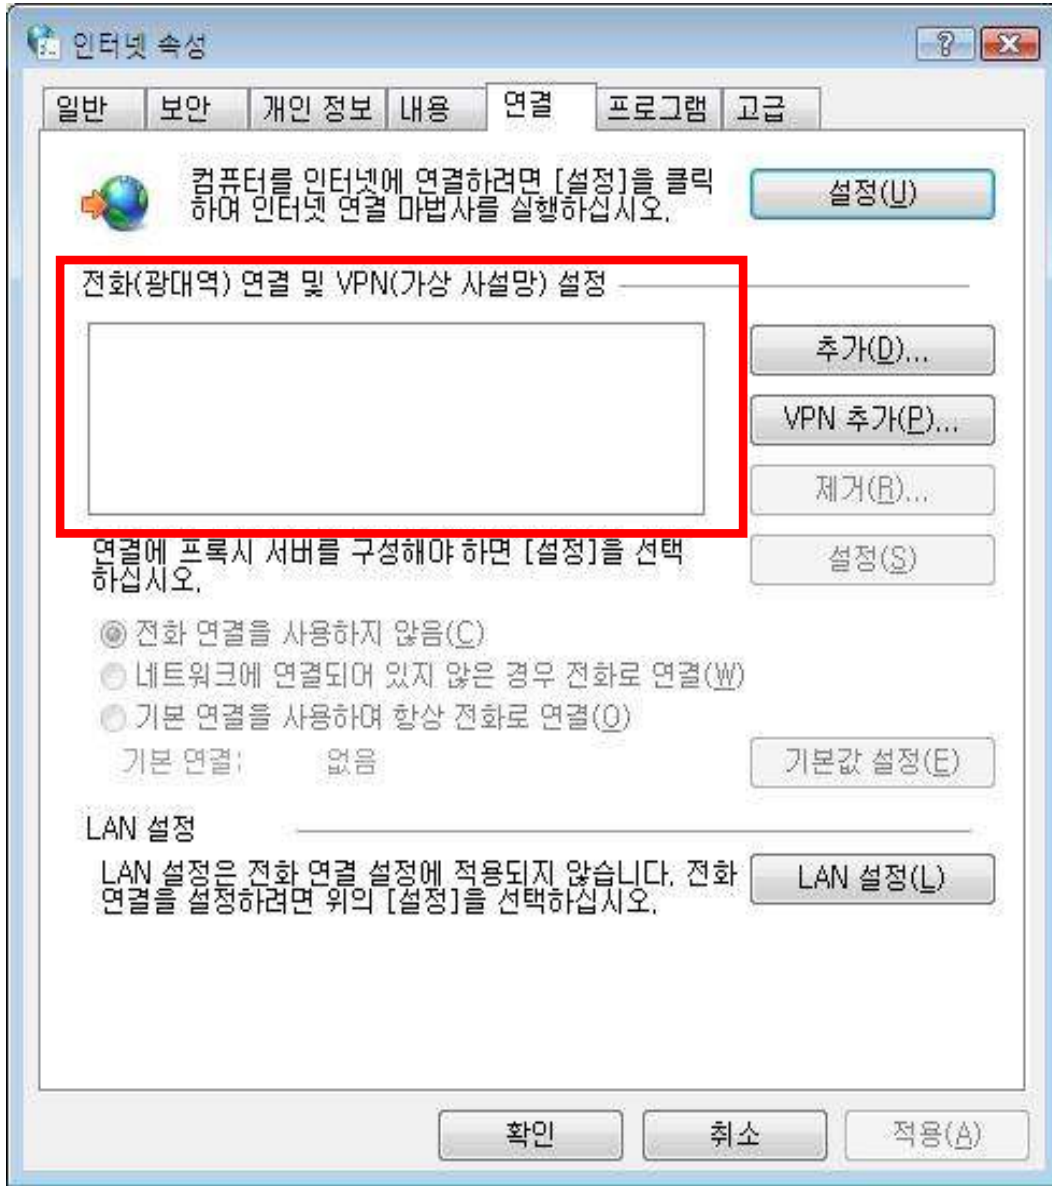 인터넷 속성
일반 보안 개인 정보 내용 연결 프로그램 고급
컴퓨터를 인터넷에 연결하려면 [설정]을 클릭
하여 인터넷 연결 마법사를 실행하십시오.
설정(U)
전화(광대역) 연결 및 VPN(가상 사설망) 설정
추가(D)...
VPN 추가(P)...
제거(R)...
연결에 프록시 서버를 구성해야 하면 [설정]을 선택
하십시오.
설정(S)
전화 연결을 사용하지 않음(C)
네트워크에 연결되어 있지 않은 경우 전화로 연결(W)
기본 연결을 사용하여 항상 전화로 연결(O)
기본 연결: 없음
기본값 설정(E)
LAN 설정
LAN 설정은 전화 연결 설정에 적용되지 않습니다. 전화
연결을 설정하려면 위의 [설정]을 선택하십시오.
LAN 설정(L)
확인 취소 적용(A)